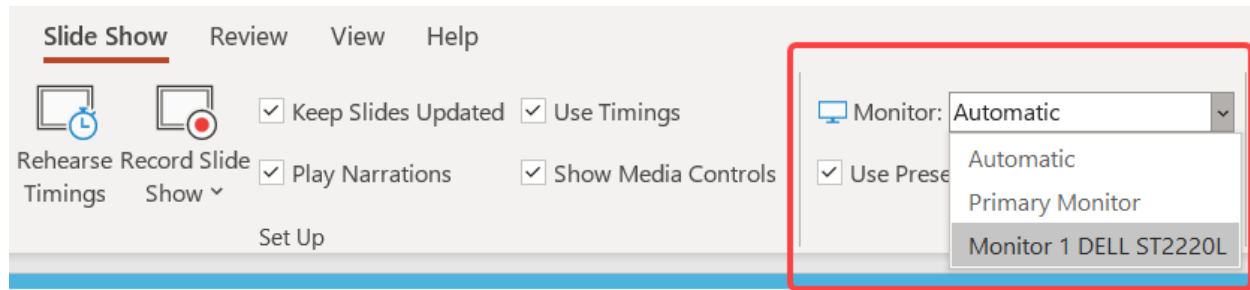 Slide Show Review View Help
Keep Slides Updated Use Timings
Monitor: Automatic
Rehearse Timings
Record Slide Show
Play Narrations Show Media Controls
Use
Automatic
Primary Monitor
Monitor 1 DELL ST2220L
Set Up